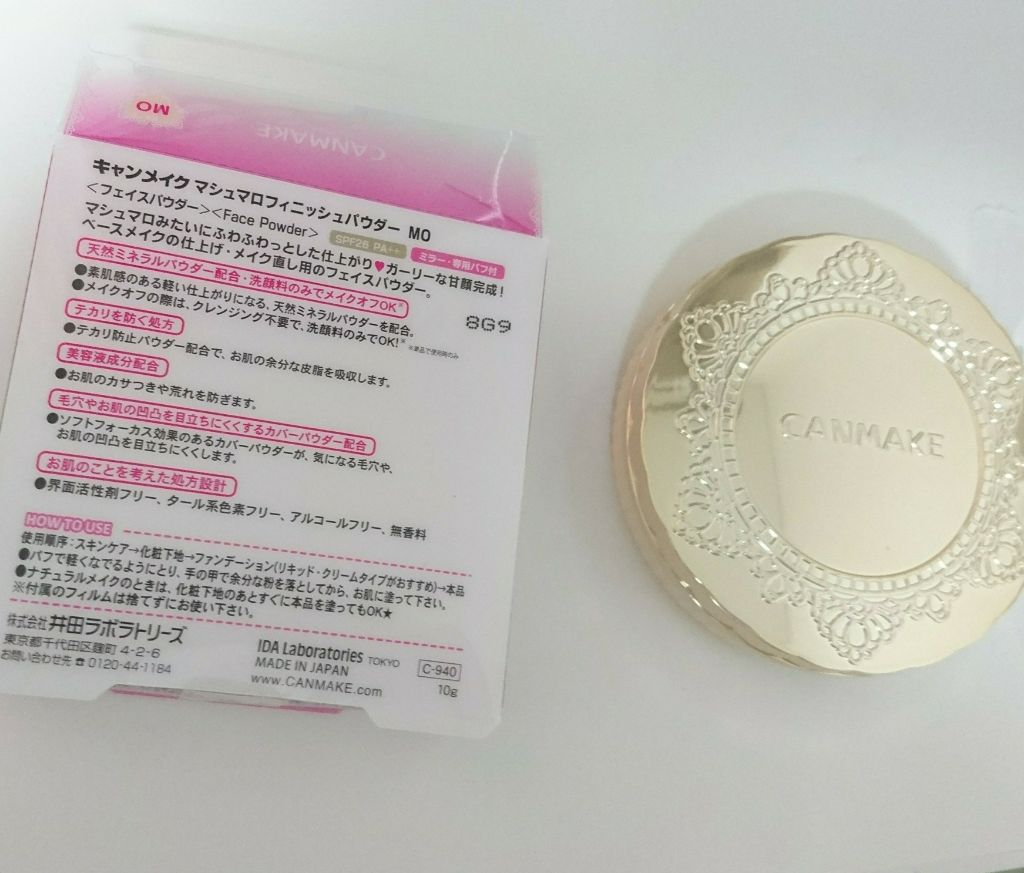 MO
CANMAKE
キャンメイク マシュマロフィニッシュパウダー MO
<フェイスパウダー><Face Powder> SPF26 PA++ ミラー・専用パフ付
マシュマロみたいにふわふわっとした仕上がり♥ガーリーな甘顔完成!
ベースメイクの仕上げ・メイク直し用のフェイスパウダー。
天然ミネラルパウダー配合・洗顔料のみでメイクオフOK*
●素肌感のある軽い仕上がりになる、天然ミネラルパウダーを配合。
●メイクオフの際は、クレンジング不要で、洗顔料のみでOK!*
*単品で使用時のみ
8G9
テカリを防ぐ処方
●テカリ防止パウダー配合で、お肌の余分な皮脂を吸収します。
美容液成分配合
●お肌のカサつきや荒れを防ぎます。
毛穴やお肌の凹凸を目立ちにくくするカバーパウダー配合
●ソフトフォーカス効果のあるカバーパウダーが、気になる毛穴や、
お肌の凹凸を目立ちにくくします。
お肌のことを考えた処方設計
●界面活性剤フリー、タール系色素フリー、アルコールフリー、無香料
HOW TO USE
使用順序:スキンケア→化粧下地→ファンデーション(リキッド・クリームタイプがおすすめ)→本品
●パフで軽くなでるようにとり、手の甲で余分な粉を落としてから、お肌に塗って下さい。
●ナチュラルメイクのときは、化粧下地のあとすぐに本品を塗ってもOK★
※付属のフィルムは捨てずにお使い下さい。
株式会社 井田ラボラトリーズ
東京都千代田区麹町 4-2-6
お問い合わせ先 ☎ 0120-44-1184
IDA Laboratories TOKYO
MADE IN JAPAN
www.CANMAKE.com
C-940
10g
CANMAKE